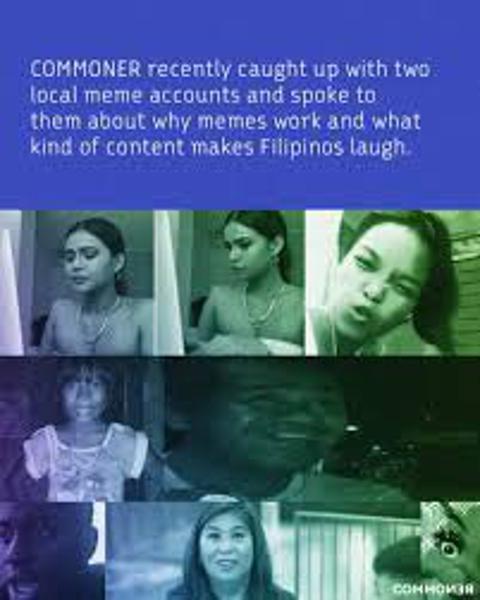 COMMONER recently caught up with two
local meme accounts and spoke to
them about why memes work and what
kind of content makes Filipinos laugh.
COMMONER